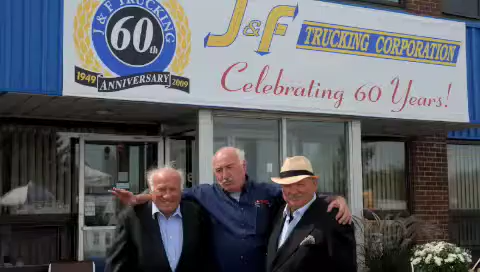 J & F TRUCKING
60th
1949 ANNIVERSARY 2009
J & F TRUCKING CORPORATION
Celebrating 60 Years!